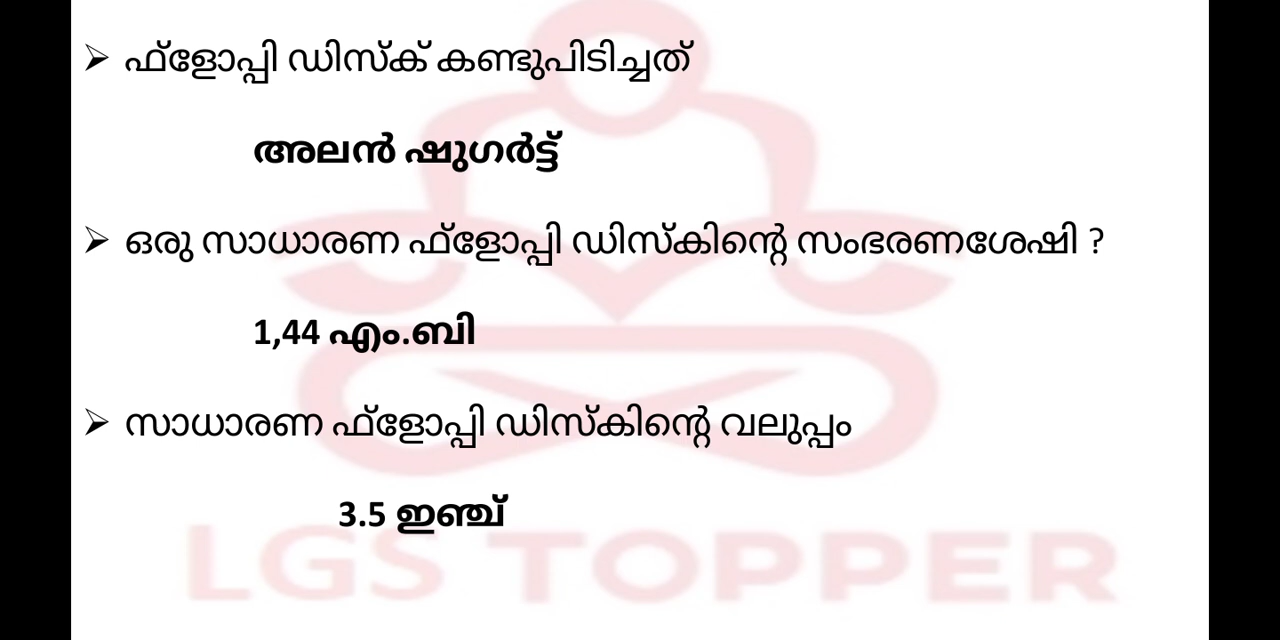 ➢ ഫ്ളോപ്പി ഡിസ്ക് കണ്ടുപിടിച്ചത്
അലൻ ഷുഗർട്ട്
➢ ഒരു സാധാരണ ഫ്ളോപ്പി ഡിസ്കിന്റെ സംഭരണശേഷി ?
1,44 എം.ബി
➢ സാധാരണ ഫ്ളോപ്പി ഡിസ്കിന്റെ വലുപ്പം
3.5 ഇഞ്ച്
LGS TOPPER